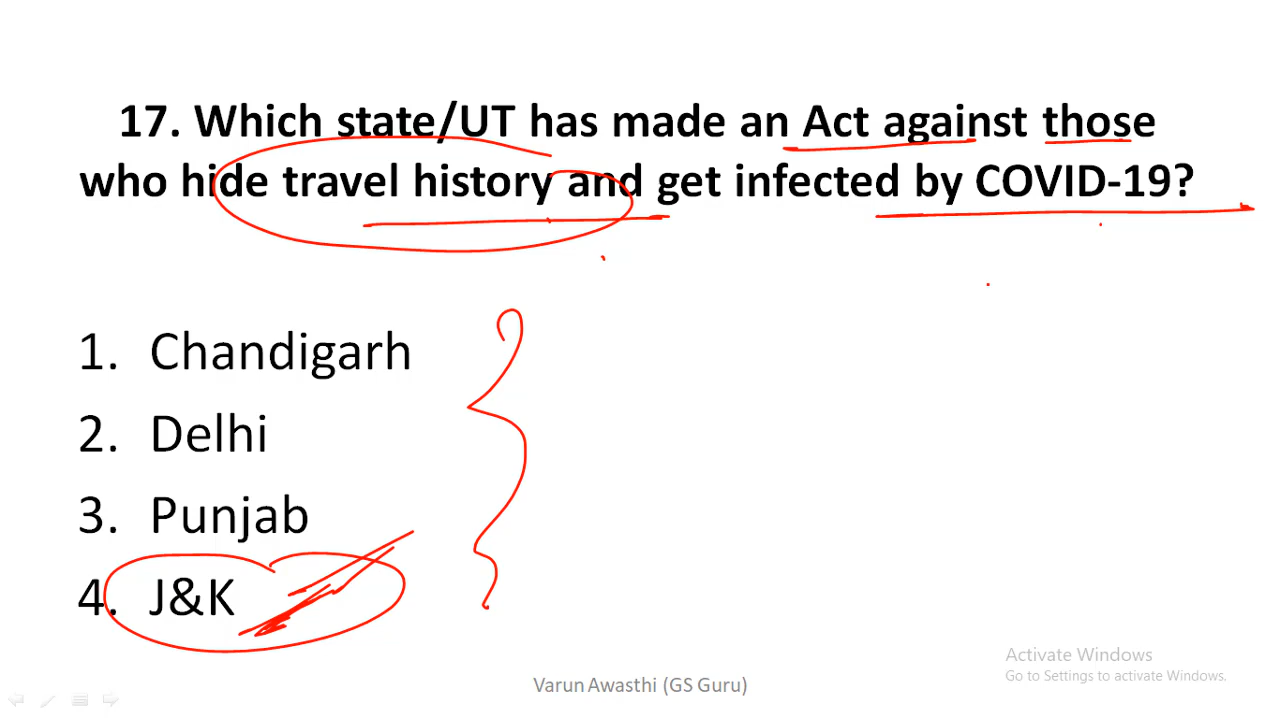 17. Which state/UT has made an Act against those
who hide travel history and get infected by COVID-19?
1. Chandigarh
2. Delhi
3. Punjab
4. J&K
Activate Windows
Go to Settings to activate Windows.
Varun Awasthi (GS Guru)